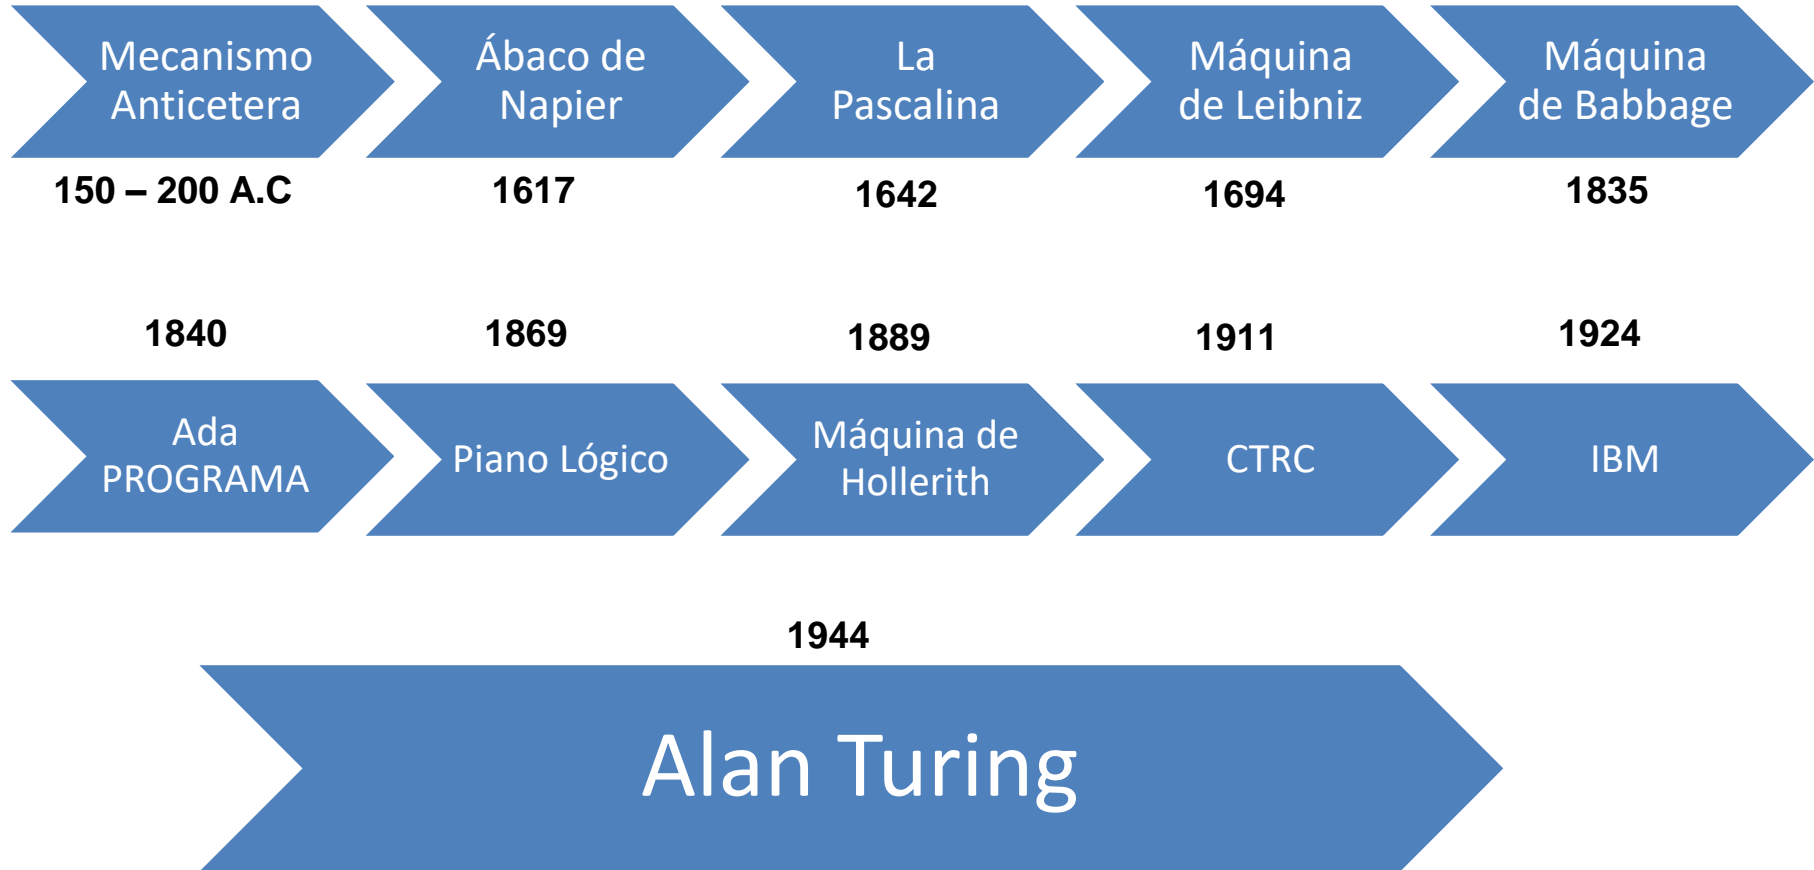 Mecanismo
Anticetera
Ábaco de
Napier
La
Pascalina
Máquina
de Leibniz
Máquina
de Babbage
150 – 200 A.C
1617
1642
1694
1835
1840
1869
1889
1911
1924
Ada
PROGRAMA
Piano Lógico
Máquina de
Hollerith
CTRC
IBM
1944
Alan Turing